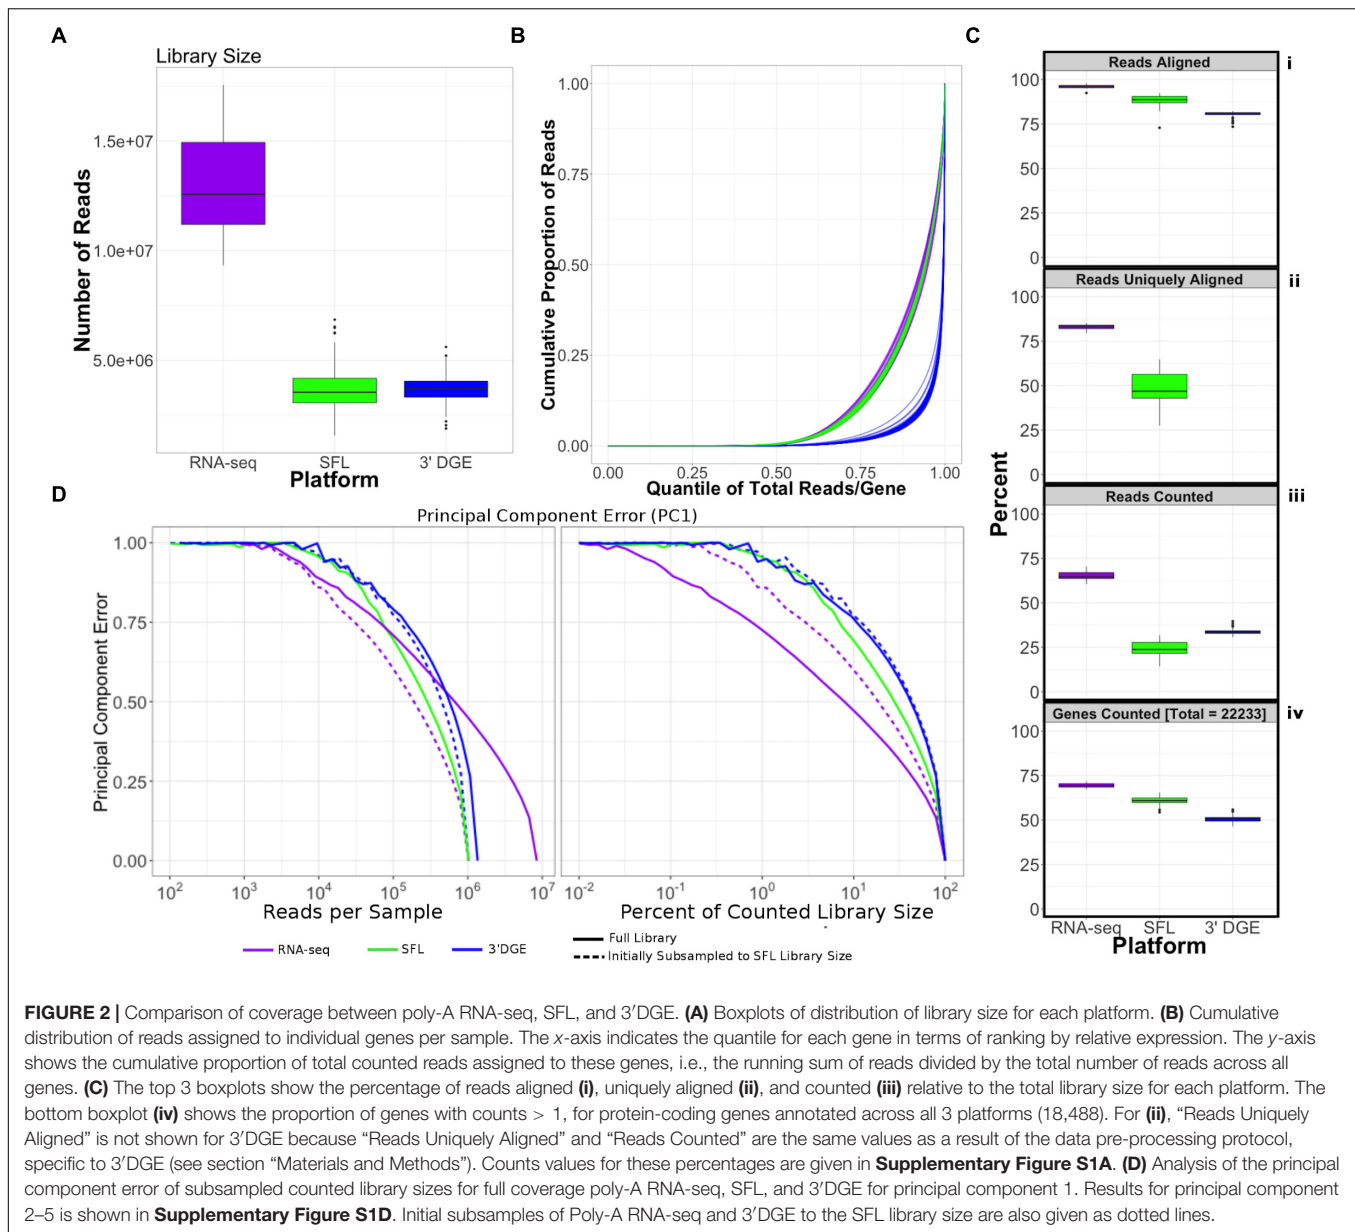 A
Library Size
Number of Reads
1.5e+07
1.0e+07
5.0e+06
RNA-seq
SFL
3' DGE
Platform
B
Cumulative Proportion of Reads
1.00
0.75
0.50
0.25
0.00
0.00
0.25
0.50
0.75
1.00
Quantile of Total Reads/Gene
C
Percent
Reads Aligned
i
100
75
50
25
0
Reads Uniquely Aligned
ii
100
75
50
25
0
Reads Counted
iii
100
75
50
25
0
Genes Counted [Total = 22233]
iv
100
75
50
25
0
RNA-seq
SFL
3' DGE
Platform
D
Principal Component Error (PC1)
Principal Component Error
1.00
0.75
0.50
0.25
0.00
10²
10³
10⁴
10⁵
10⁶
10⁷
Reads per Sample
10⁻²
10⁻¹
10⁰
10¹
10²
Percent of Counted Library Size
RNA-seq
SFL
3'DGE
Full Library
Initially Subsampled to SFL Library Size
FIGURE 2 | Comparison of coverage between poly-A RNA-seq, SFL, and 3′DGE. (A) Boxplots of distribution of library size for each platform. (B) Cumulative
distribution of reads assigned to individual genes per sample. The x-axis indicates the quantile for each gene in terms of ranking by relative expression. The y-axis
shows the cumulative proportion of total counted reads assigned to these genes, i.e., the running sum of reads divided by the total number of reads across all
genes. (C) The top 3 boxplots show the percentage of reads aligned (i), uniquely aligned (ii), and counted (iii) relative to the total library size for each platform. The
bottom boxplot (iv) shows the proportion of genes with counts > 1, for protein-coding genes annotated across all 3 platforms (18,488). For (ii), “Reads Uniquely
Aligned” is not shown for 3′DGE because “Reads Uniquely Aligned” and “Reads Counted” are the same values as a result of the data pre-processing protocol,
specific to 3′DGE (see section “Materials and Methods”). Counts values for these percentages are given in Supplementary Figure S1A. (D) Analysis of the principal
component error of subsampled counted library sizes for full coverage poly-A RNA-seq, SFL, and 3′DGE for principal component 1. Results for principal component
2–5 is shown in Supplementary Figure S1D. Initial subsamples of Poly-A RNA-seq and 3′DGE to the SFL library size are also given as dotted lines.